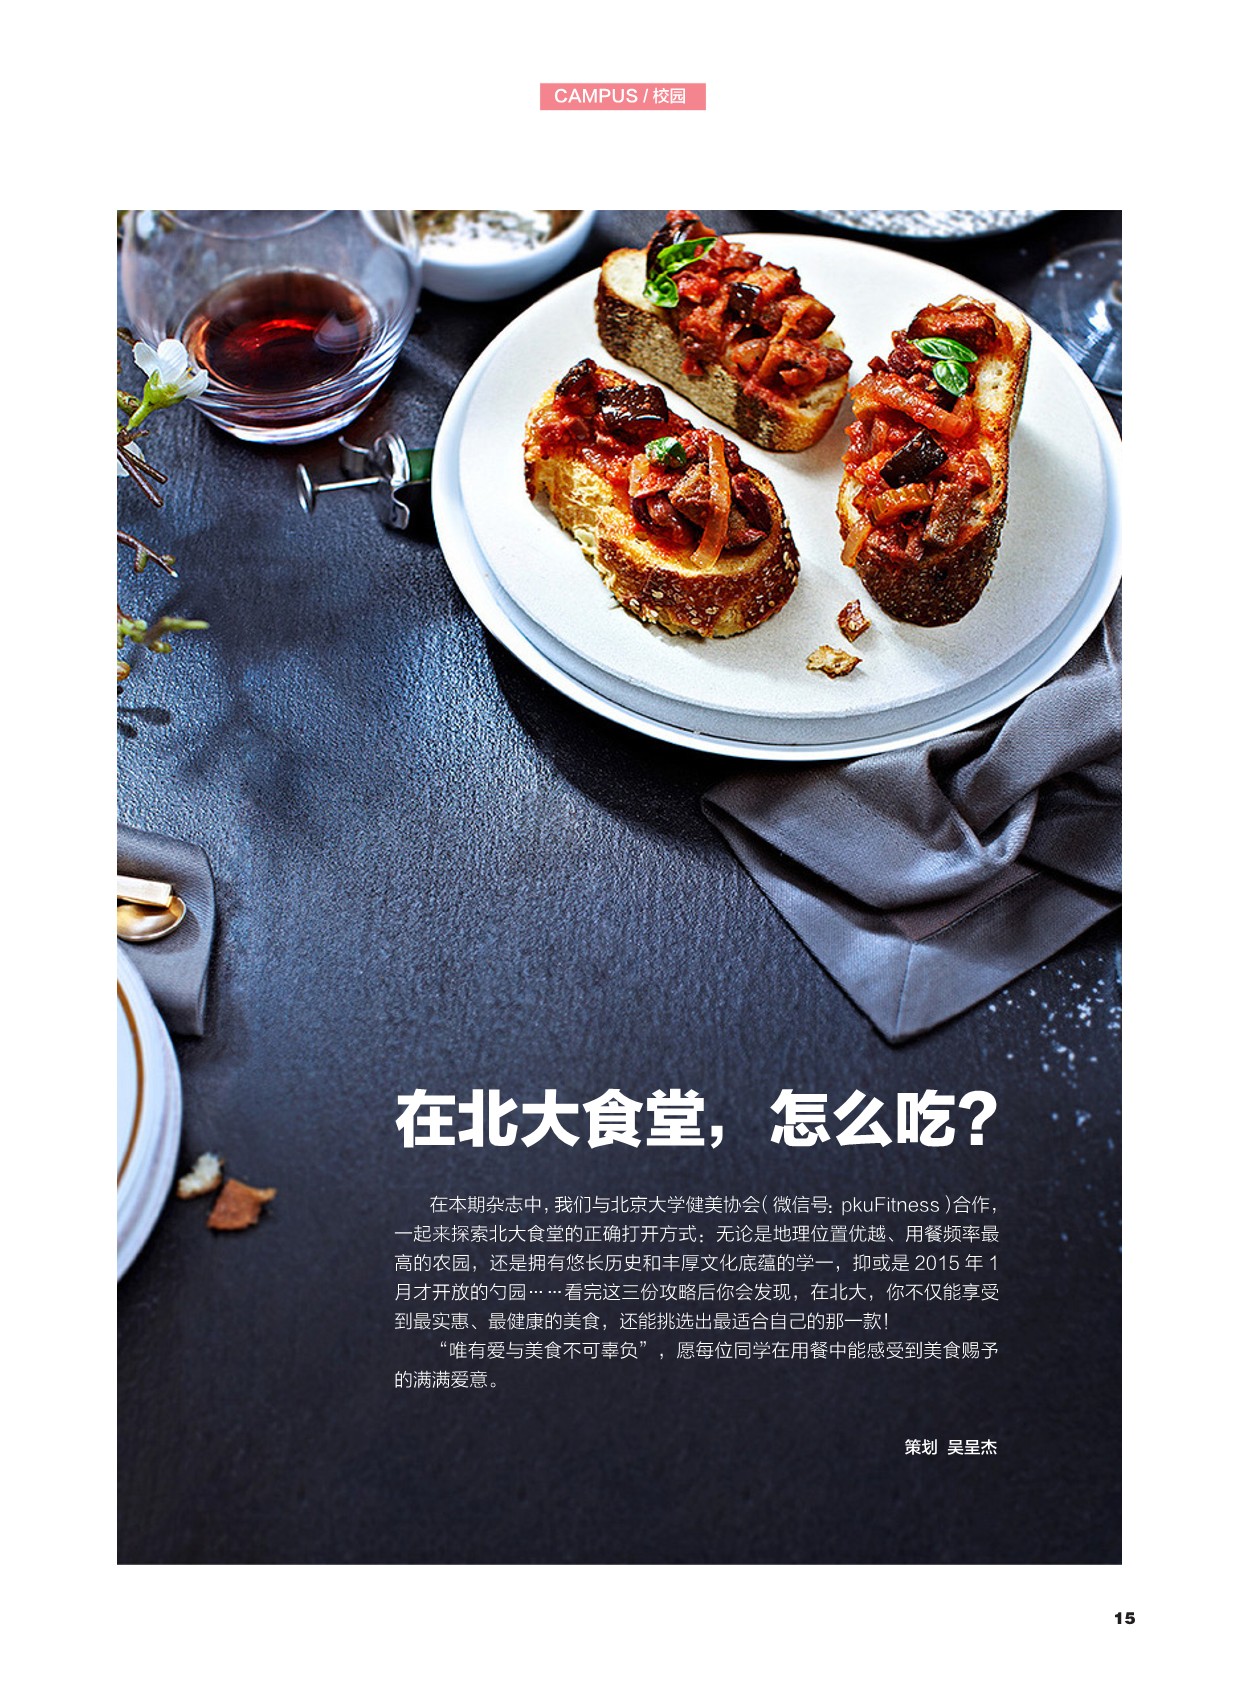 CAMPUS / 校园
在北大食堂，怎么吃？
在本期杂志中，我们与北京大学健美协会（微信号：pkuFitness）合作，
一起来探索北大食堂的正确打开方式：无论是地理位置优越、用餐频率最
高的农园，还是拥有悠长历史和丰厚文化底蕴的学一，抑或是 2015 年 1
月才开放的勺园……看完这三份攻略后你会发现，在北大，你不仅能享受
到最实惠、最健康的美食，还能挑选出最适合自己的那一款！
“唯有爱与美食不可辜负”，愿每位同学在用餐中能感受到美食赐予
的满满爱意。
策划 吴呈杰
15